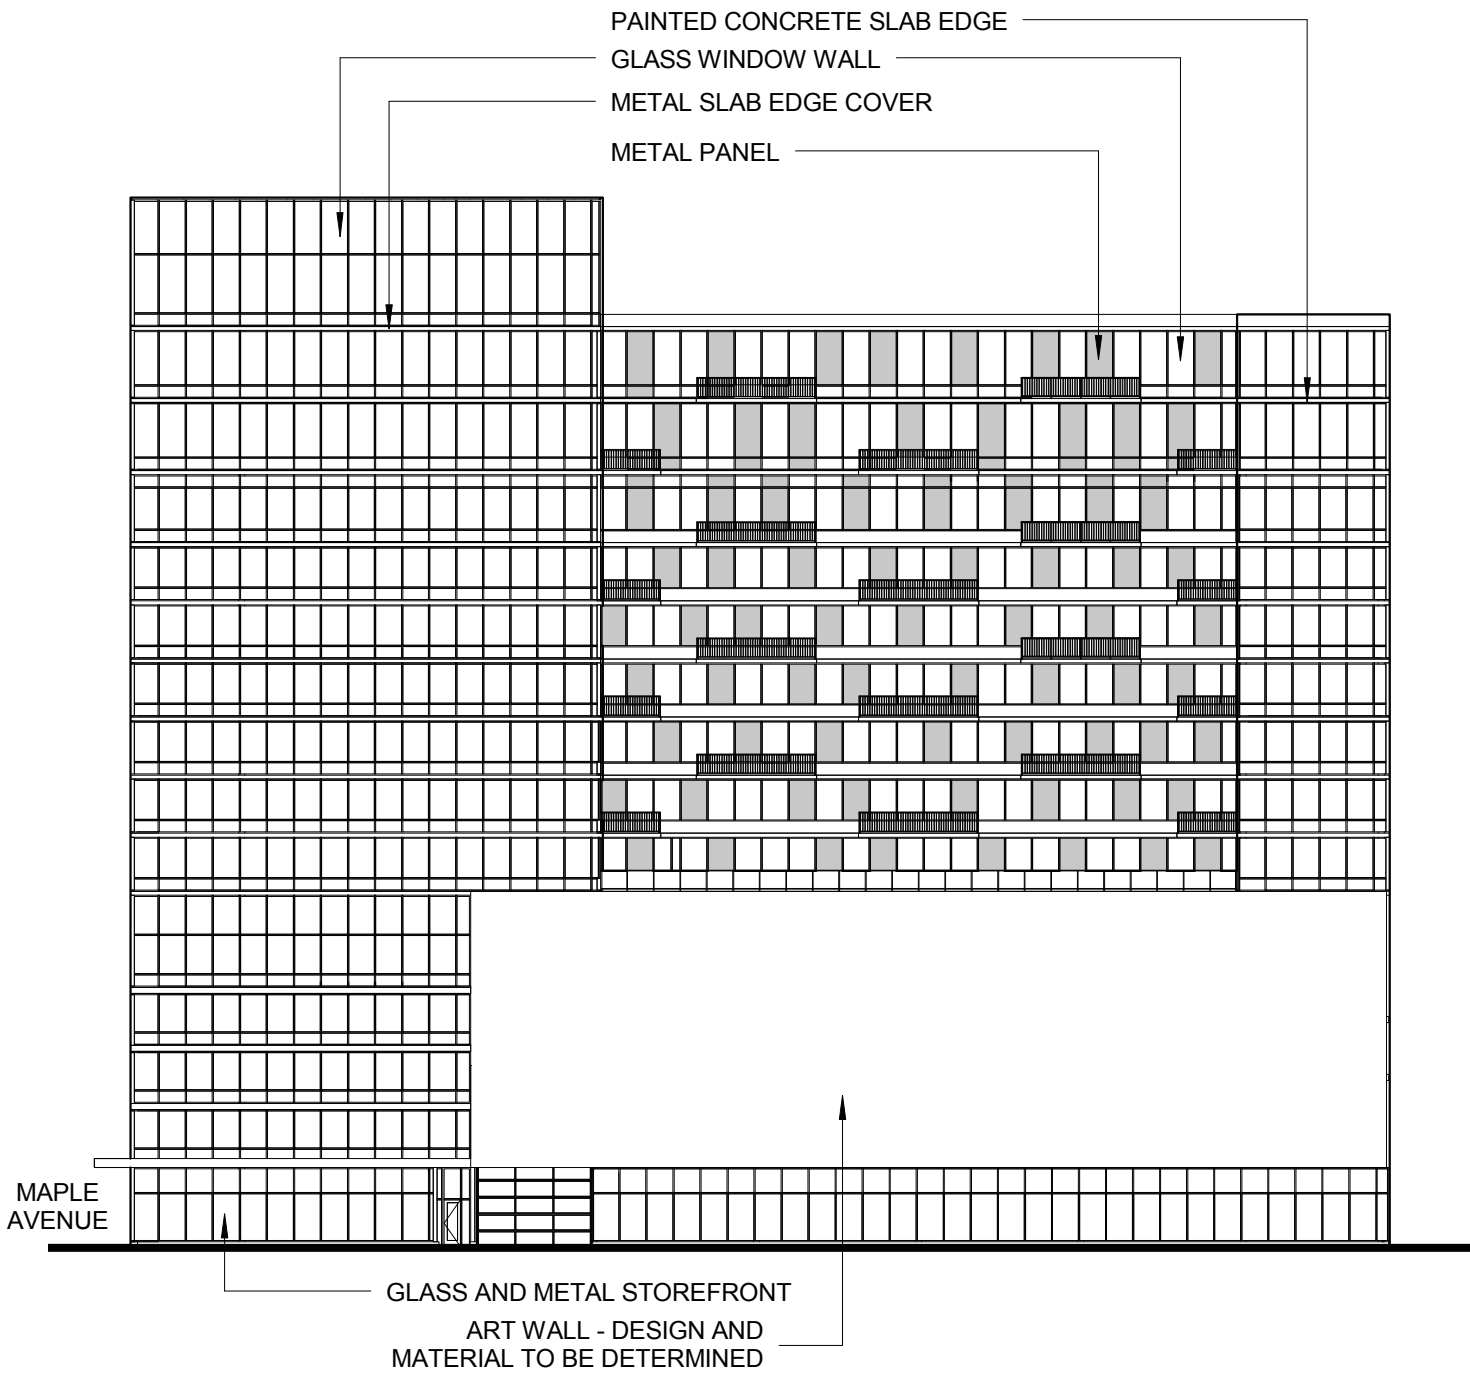 PAINTED CONCRETE SLAB EDGE
GLASS WINDOW WALL
METAL SLAB EDGE COVER
METAL PANEL
MAPLE
AVENUE
GLASS AND METAL STOREFRONT
ART WALL - DESIGN AND
MATERIAL TO BE DETERMINED